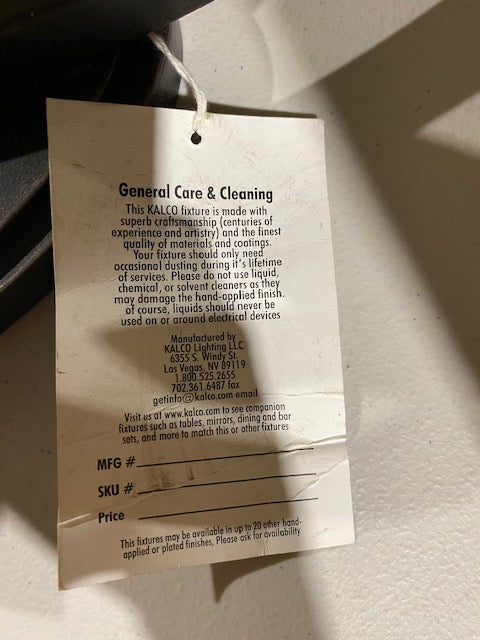 General Care & Cleaning
This KALCO fixture is made with
superb craftsmanship (centuries of
experience and artistry) and the finest
quality of materials and coatings.
Your fixture should only need
occasional dusting during it's lifetime
of services. Please do not use liquid,
chemical, or solvent cleaners as they
may damage the hand-applied finish.
of course, liquids should never be
used on or around electrical devices
Manufactured by
KALCO Lighting LLC
6355 S. Windy St.
Las Vegas, NV 89119
1.800.525.2655
702.361.6487 fax
getinfo@kalco.com email
Visit us at www.kalco.com to see companion
fixtures such as tables, mirrors, dining and bar
sets, and more to match this or other fixtures
MFG #
SKU #
Price
This fixtures may be available in up to 20 other hand-
applied or plated finishes, Please ask for availability